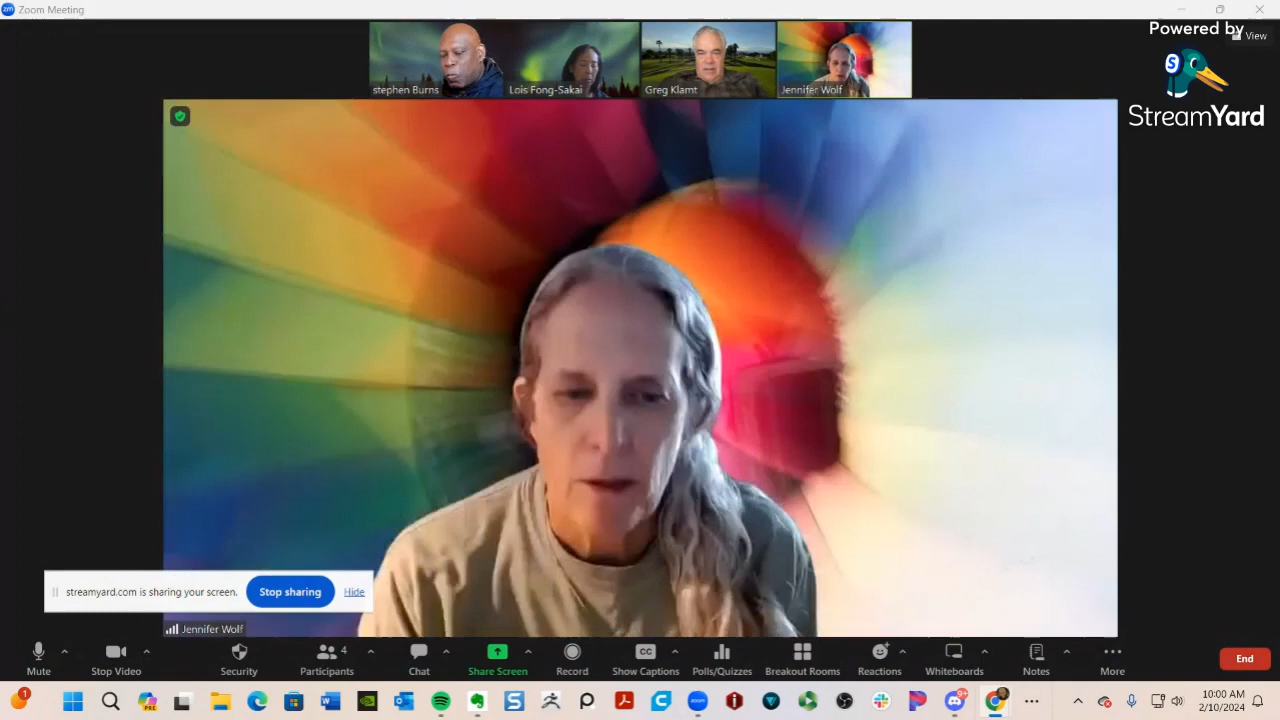 Zoom Meeting
Powered by
View
StreamYard
stephen Burns
Lois Fong-Sakai
Greg Klamt
Jennifer Wolf
streamyard.com is sharing your screen.
Stop sharing
Hide
Jennifer Wolf
4
Mute
Stop Video
Security
Participants
Chat
Share Screen
Record
Show Captions
Polls/Quizzes
Breakout Rooms
Reactions
Whiteboards
Notes
More
End
10:00 AM
2/10/2024